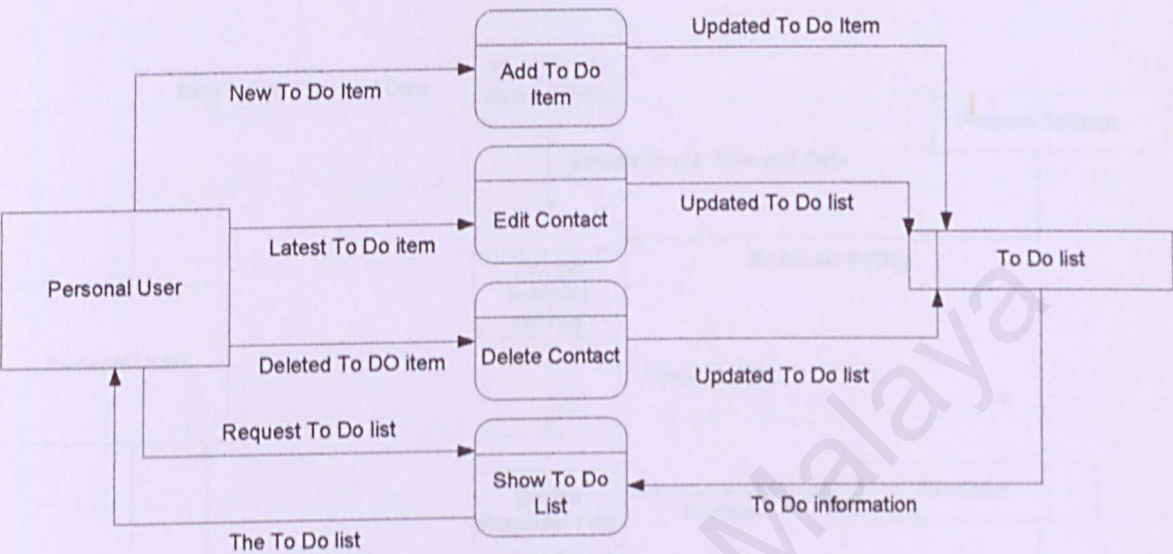 Updated To Do Item
Add To Do
Item
New To Do Item
Edit Contact
Updated To Do list
Latest To Do item
To Do list
Personal User
Delete Contact
Deleted To DO item
Updated To Do list
Request To Do list
Show To Do
List
To Do information
The To Do list
Malaya